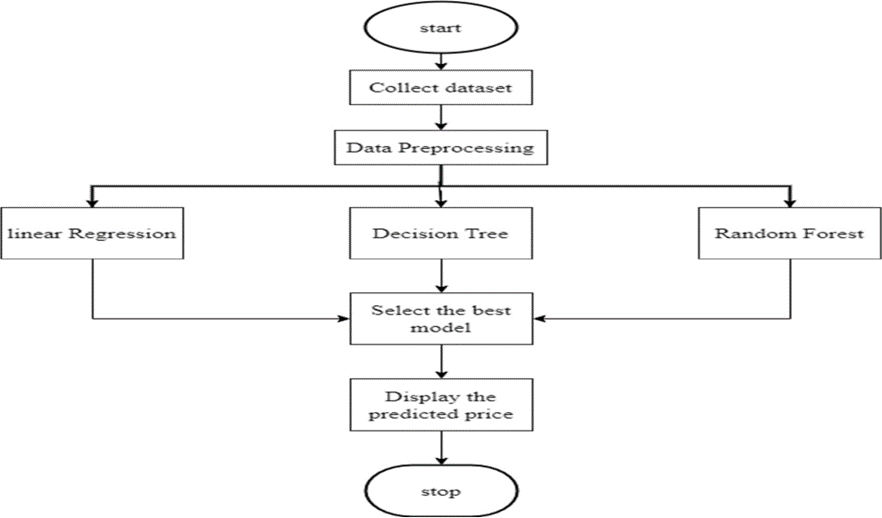 start
Collect dataset
Data Preprocessing
linear Regression
Decision Tree
Random Forest
Select the best
model
Display the
predicted price
stop